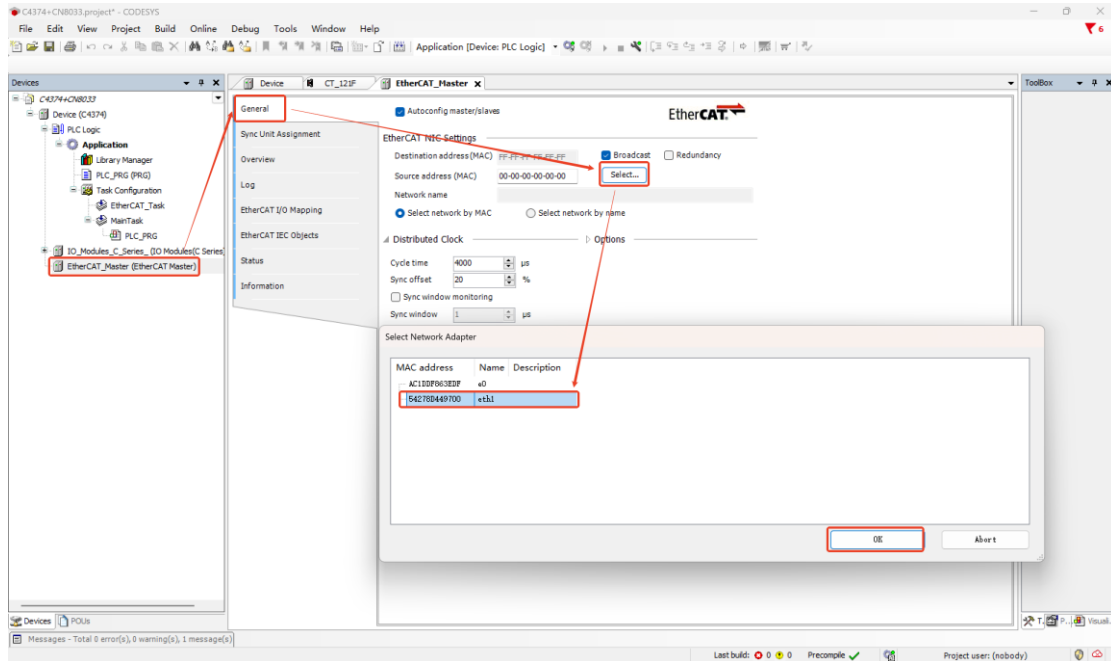 C4374+CN8033.project* - CODESYS
File Edit View Project Build Online Debug Tools Window Help
6
Application [Device: PLC Logic]
Devices
Device CT_121F EtherCAT_Master x
ToolBox
C4374+CN8033
Device (C4374)
PLC Logic
Application
Library Manager
PLC_PRG (PRG)
Task Configuration
EtherCAT_Task
MainTask
PLC_PRG
IO_Modules_C_Series_ (IO Modules(C Series)
EtherCAT_Master (EtherCAT Master)
General
Sync Unit Assignment
Overview
Log
EtherCAT I/O Mapping
EtherCAT IEC Objects
Status
Information
Autoconfig master/slaves
EtherCAT
EtherCAT NIC Settings
Destination address (MAC) FF-FF-FF-FF-FF-FF Broadcast Redundancy
Source address (MAC) 00-00-00-00-00-00 Select...
Network name
Select network by MAC Select network by name
Distributed Clock Options
Cycle time 4000 µs
Sync offset 20 %
Sync window monitoring
Sync window 1 µs
Select Network Adapter
MAC address Name Description
AC1DDF863EDF e0
54278D449700 eth1
OK Abort
Devices POUs
T. P... Visuali.
Messages - Total 0 error(s), 0 warning(s), 1 message(s)
Last build: 0 0 Precompile Project user: (nobody)